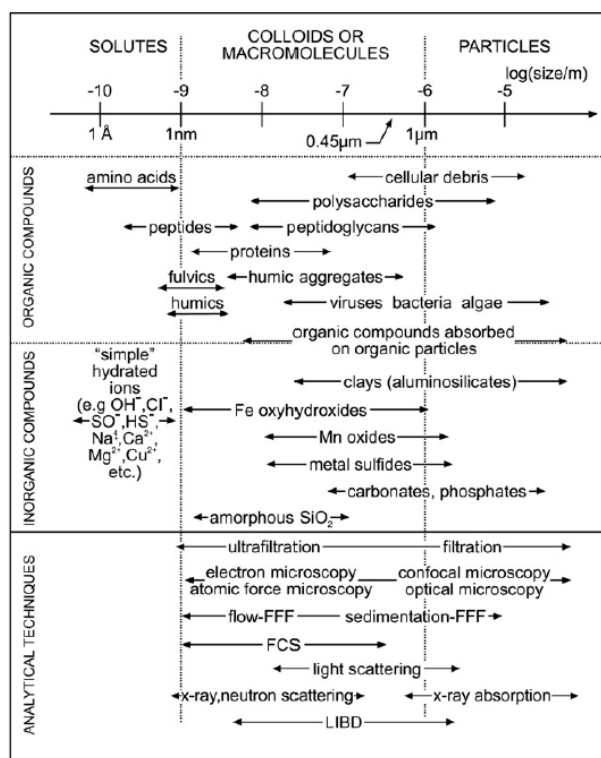 SOLUTES
COLLOIDS OR
MACROMOLECULES
PARTICLES
-10 -9 -8 -7 -6 -5 log(size/m)
1 Å 1nm 0.45µm 1µm
ORGANIC COMPOUNDS
amino acids
cellular debris
polysaccharides
peptides
peptidoglycans
proteins
fulvics
humic aggregates
humics
viruses bacteria algae
organic compounds absorbed
on organic particles
INORGANIC COMPOUNDS
"simple"
hydrated
ions
(e.g OH⁻,Cl⁻,
SO⁻,HS⁻,
Na⁺,Ca²⁺,
Mg²⁺,Cu²⁺,
etc.)
clays (aluminosilicates)
Fe oxyhydroxides
Mn oxides
metal sulfides
carbonates, phosphates
amorphous SiO₂
ANALYTICAL TECHNIQUES
ultrafiltration filtration
electron microscopy
atomic force microscopy
confocal microscopy
optical microscopy
flow-FFF sedimentation-FFF
FCS
light scattering
x-ray,neutron scattering x-ray absorption
LIBD